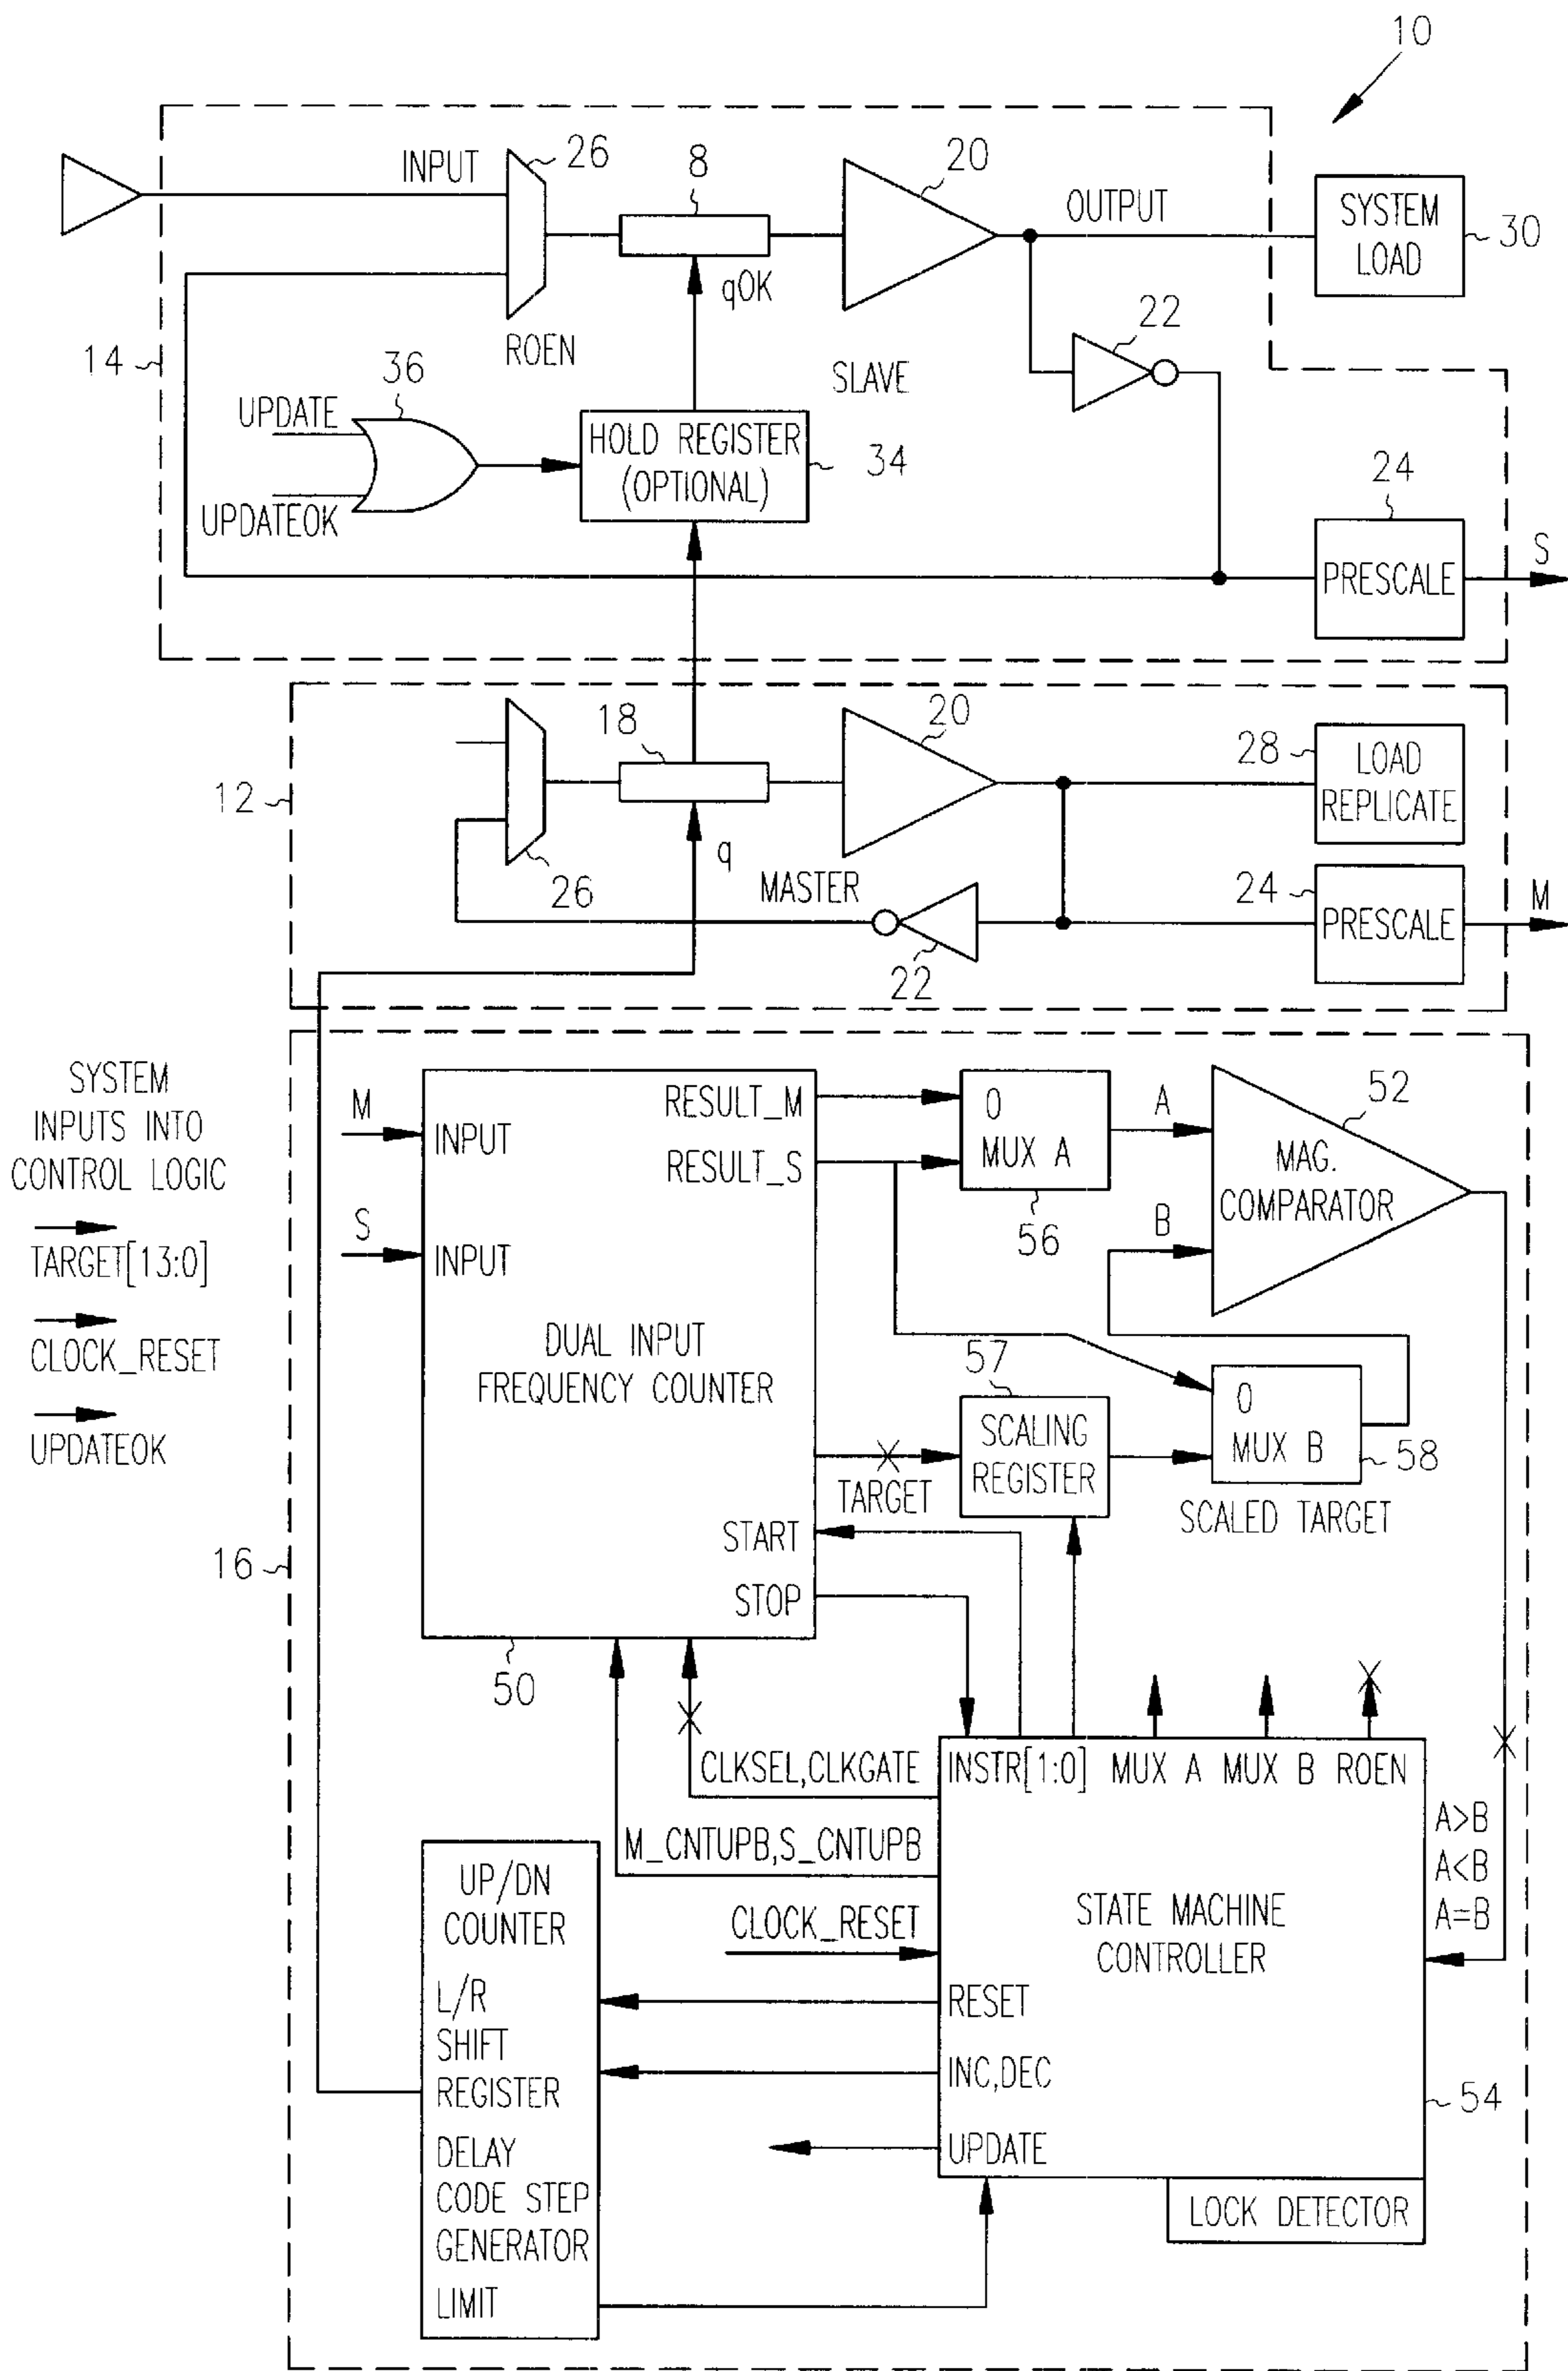 10
INPUT
26
8
20
OUTPUT
SYSTEM
LOAD
30
qOK
22
14
ROEN
36
SLAVE
UPDATE
HOLD REGISTER
(OPTIONAL)
34
UPDATEOK
24
PRESCALE
S
18
20
28
LOAD
REPLICATE
12
q
26
MASTER
24
PRESCALE
M
22
SYSTEM
INPUTS INTO
CONTROL LOGIC
TARGET[13:0]
CLOCK_RESET
UPDATEOK
M
INPUT
S
INPUT
RESULT_M
RESULT_S
0
MUX A
56
A
B
52
MAG.
COMPARATOR
DUAL INPUT
FREQUENCY COUNTER
57
SCALING
REGISTER
0
MUX B
58
TARGET
SCALED TARGET
START
STOP
16
50
CLKSEL,CLKGATE
INSTR[1:0] MUX A MUX B ROEN
M_CNTUPB,S_CNTUPB
A>B
A<B
A=B
UP/DN
COUNTER
CLOCK_RESET
STATE MACHINE
CONTROLLER
L/R
SHIFT
REGISTER
RESET
INC,DEC
54
DELAY
CODE STEP
GENERATOR
UPDATE
LOCK DETECTOR
LIMIT